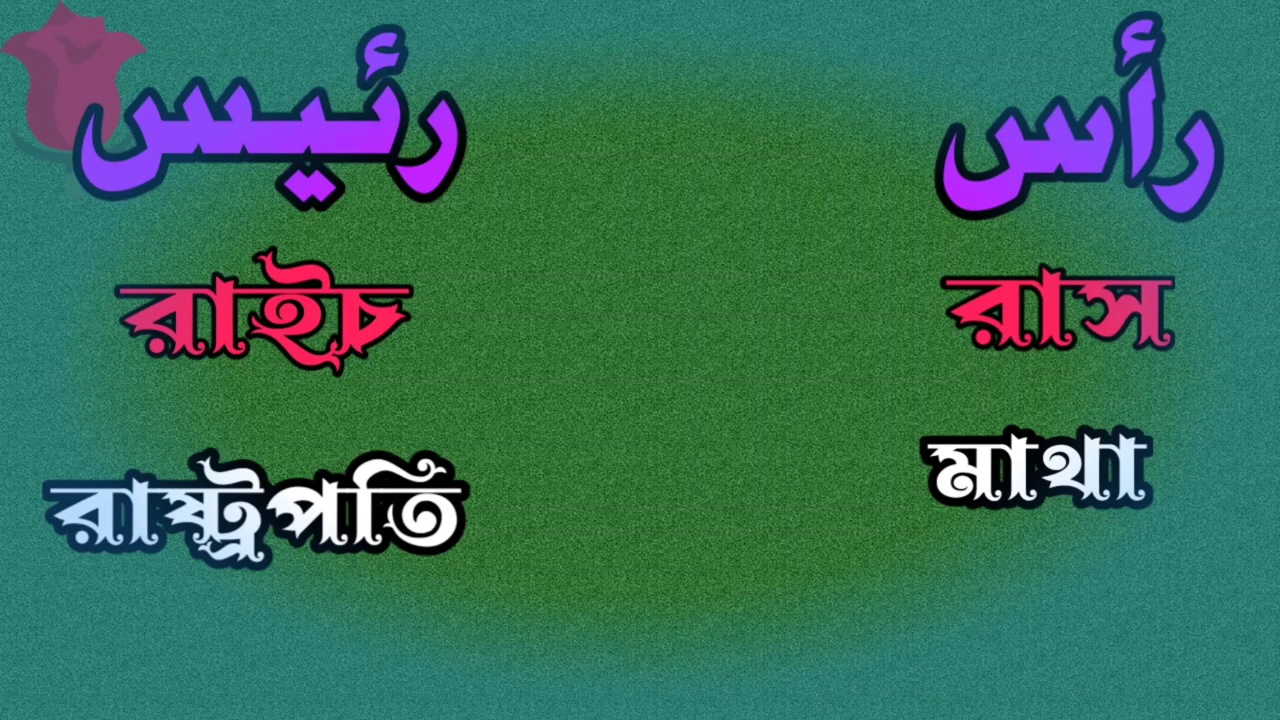 رئيس
رأس
রাইচ
রাস
রাষ্ট্রপতি
মাথা